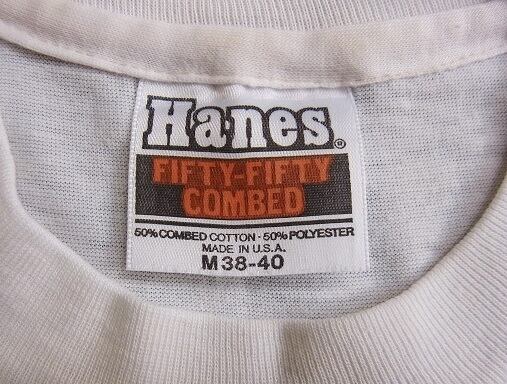 Hanes®
FIFTY-FIFTY
COMBED
50% COMBED COTTON - 50% POLYESTER
MADE IN U.S.A.
M 38-40